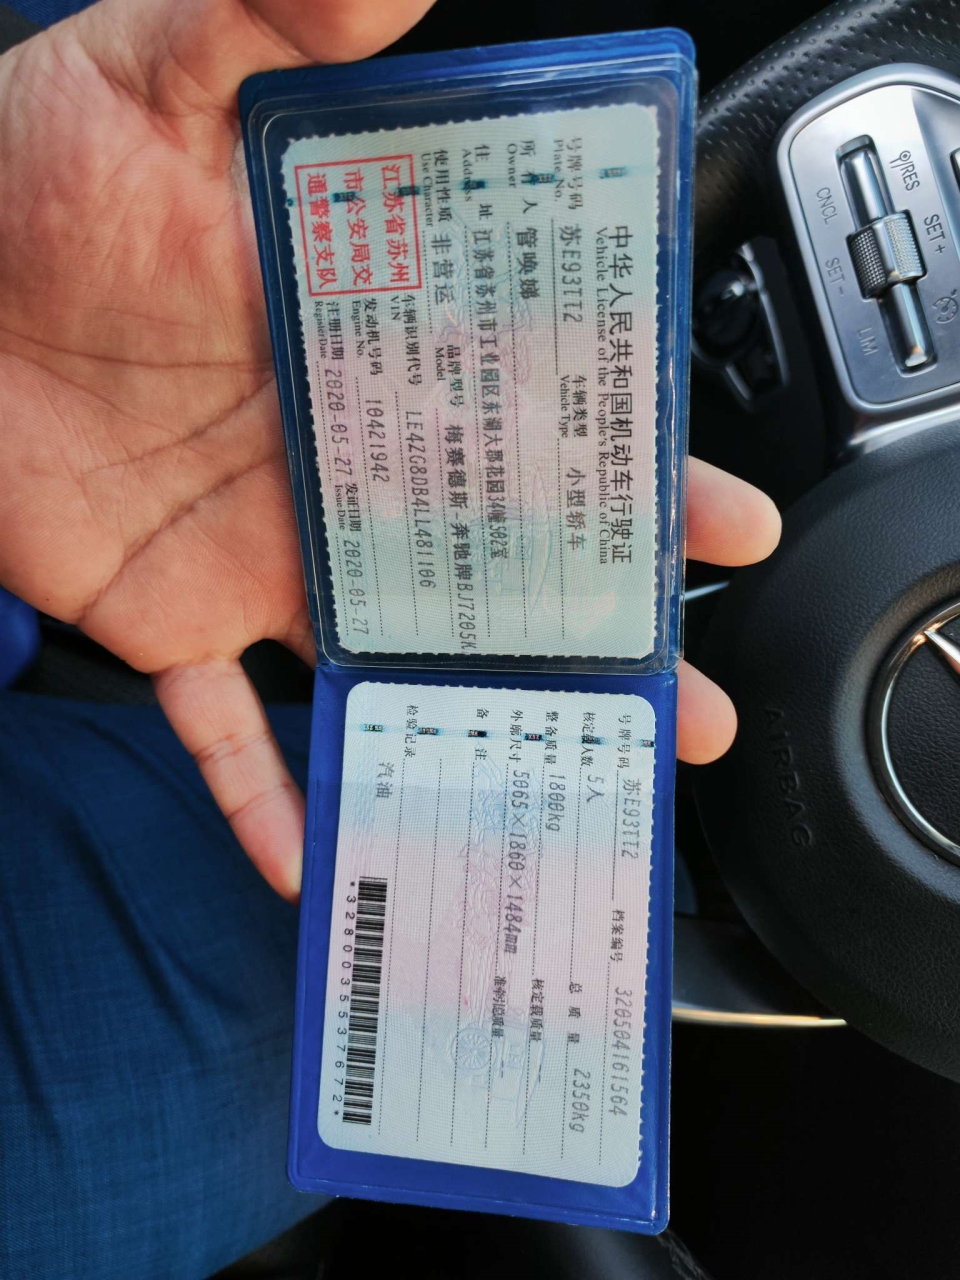 中华人民共和国机动车行驶证
Vehicle License of the People's Republic of China
号牌号码 苏E93TT2 车辆类型 小型轿车
Plate No. Vehicle Type
所有人 管唤娣
Owner
住址 江苏省苏州市工业园区东湖大郡花园34幢502室
Address
使用性质 非营运 品牌型号 梅赛德斯-奔驰牌BJ7205K
Use Character Model
江苏省苏州
市公安局交
通警察支队
车辆识别代号 LE4ZG8DB4LL481106
VIN
发动机号码 10421942
Engine No.
注册日期 2020-05-27 发证日期 2020-05-27
Register Date Issue Date
号牌号码 苏E93TT2 档案编号 320504161564
核定载人数 5人 总质量 2350kg
整备质量 1800kg 核定载质量 --
外廓尺寸 5065×1860×1484mm 准牵引总质量 --
备注
检验记录
汽油
*3280035537672*
RES
CNCL
SET +
SET -
LIM
AIRBAG